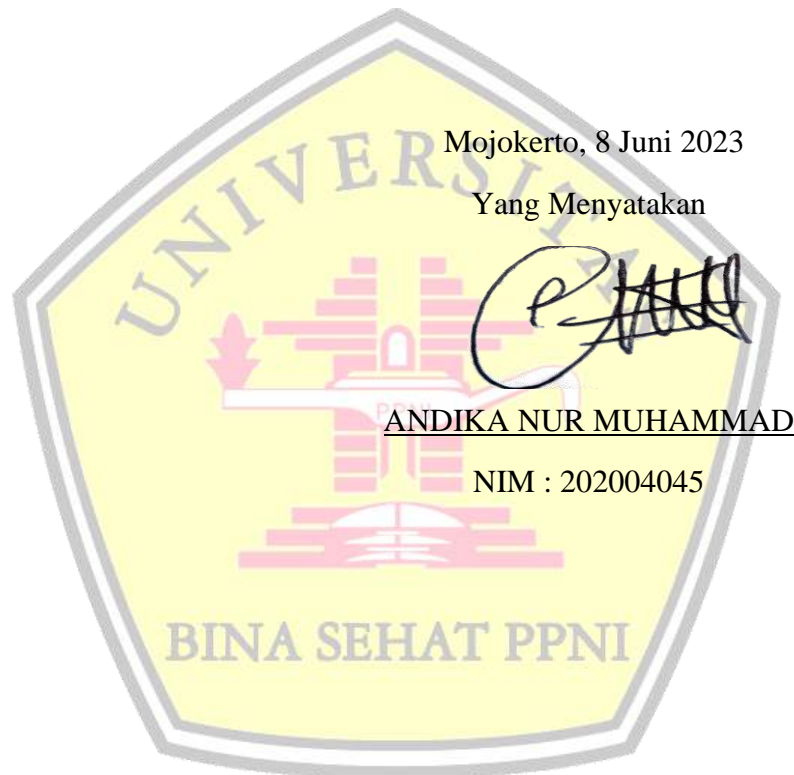 UNIVERSITAS
Mojokerto, 8 Juni 2023
Yang Menyatakan
PPNI
ANDIKA NUR MUHAMMAD
NIM : 202004045
BINA SEHAT PPNI